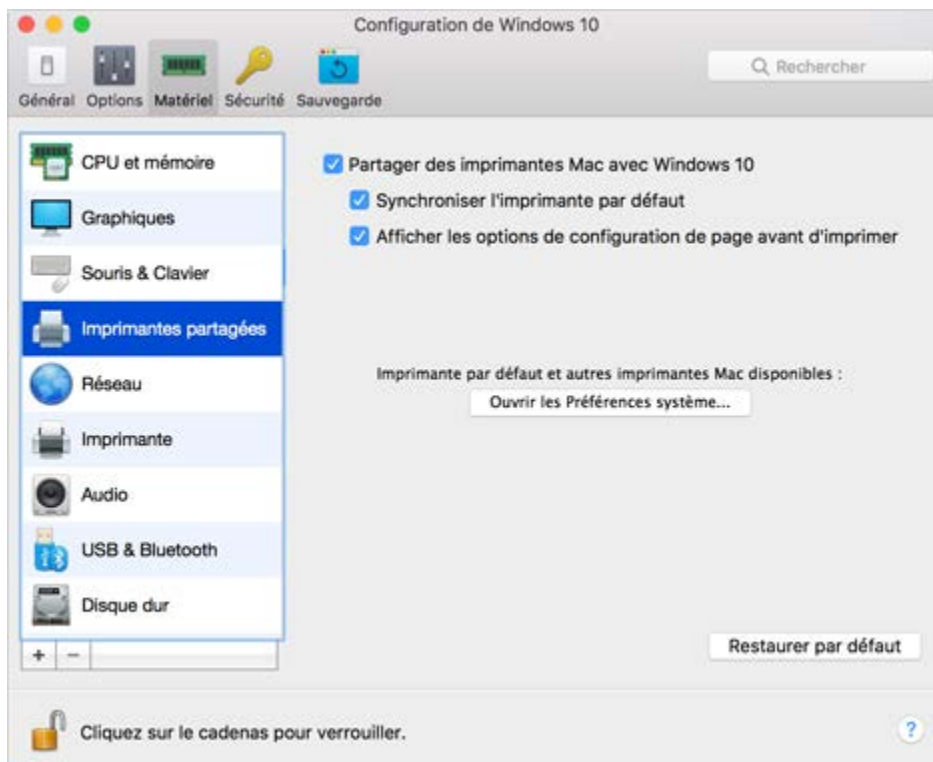 Configuration de Windows 10
Rechercher
Général Options Matériel Sécurité Sauvegarde
CPU et mémoire
Graphiques
Souris & Clavier
Imprimantes partagées
Réseau
Imprimante
Audio
USB & Bluetooth
Disque dur
+ −
Partager des imprimantes Mac avec Windows 10
Synchroniser l'imprimante par défaut
Afficher les options de configuration de page avant d'imprimer
Imprimante par défaut et autres imprimantes Mac disponibles :
Ouvrir les Préférences système...
Restaurer par défaut
Cliquez sur le cadenas pour verrouiller.
?